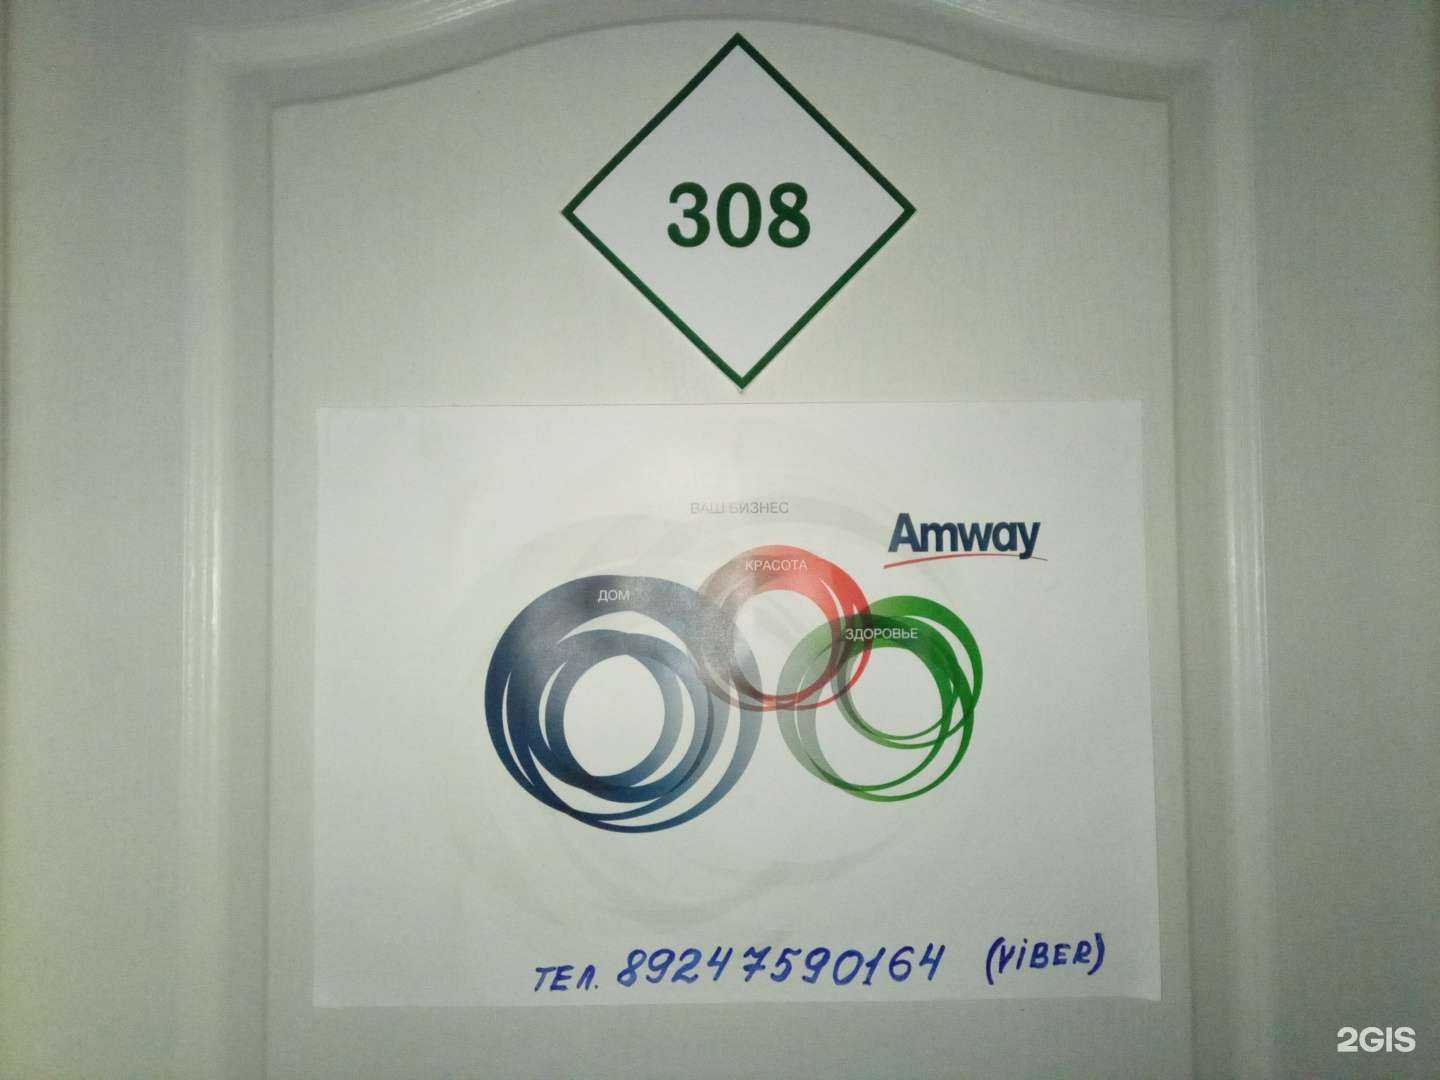 308
ВАШ БИЗНЕС
Amway
КРАСОТА
ДОМ
ЗДОРОВЬЕ
ТЕЛ. 89247590164 (VIBER)
2GIS